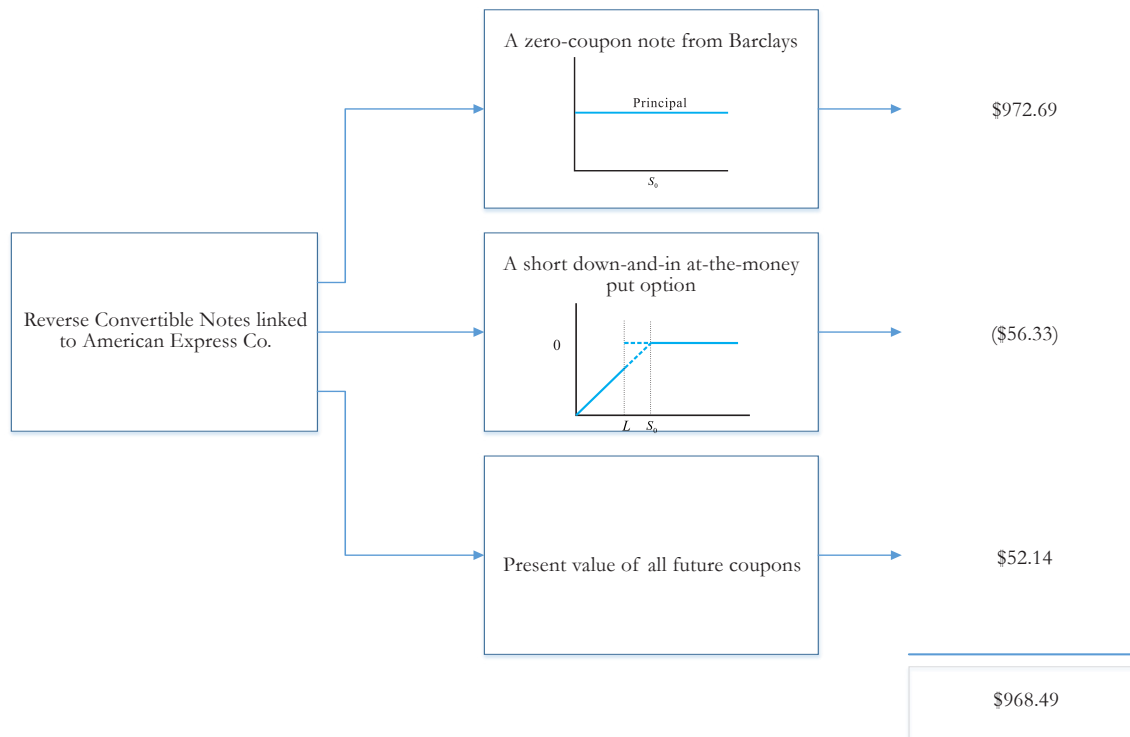 A zero-coupon note from Barclays
Principal
S₀
$972.69
Reverse Convertible Notes linked
to American Express Co.
A short down-and-in at-the-money
put option
0
L S₀
($56.33)
Present value of all future coupons
$52.14
$968.49